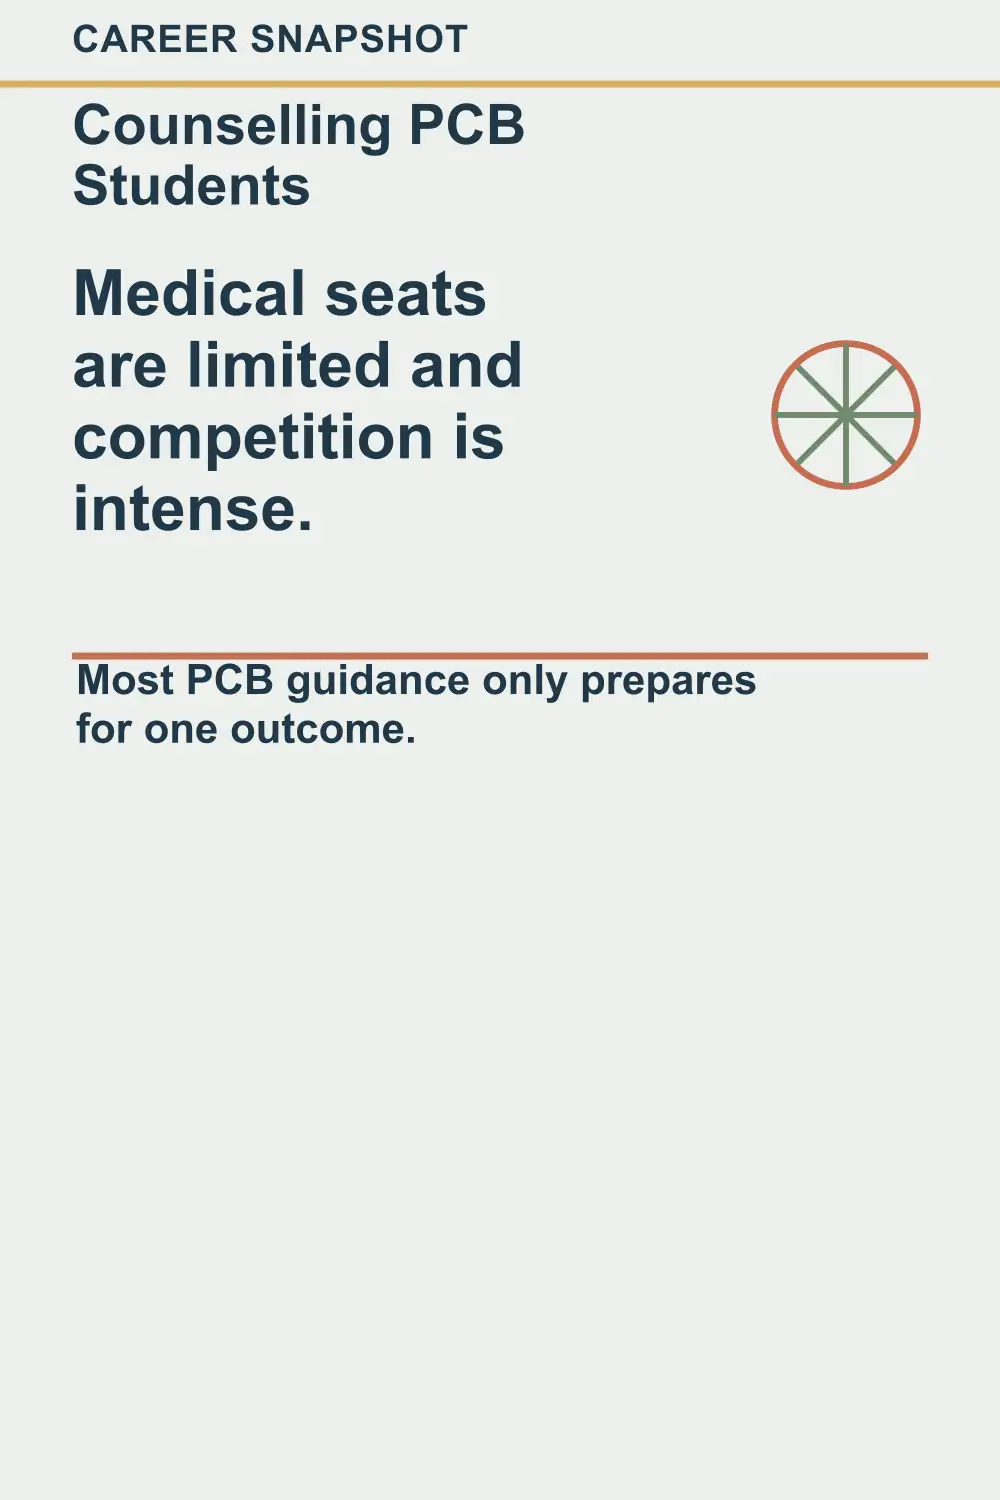 CAREER SNAPSHOT
Counselling PCB
Students
Medical seats
are limited and
competition is
intense.
Most PCB guidance only prepares
for one outcome.